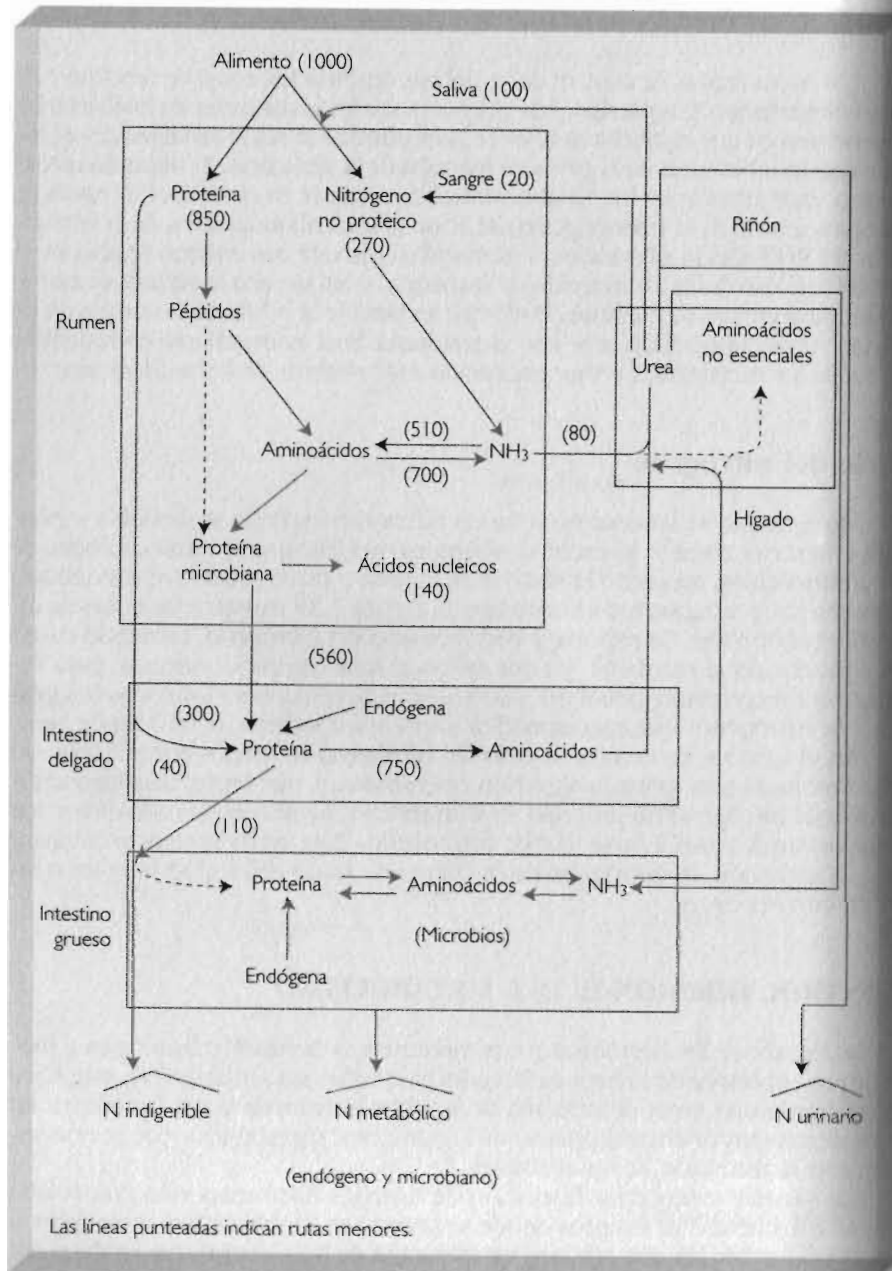 Alimento (1000)
Saliva (100)
Proteína
(850)
Nitrógeno
no proteico
(270)
Sangre (20)
Riñón
Rumen
Péptidos
Aminoácidos
no esenciales
Urea
Aminoácidos
(510)
(700)
NH₃
(80)
Hígado
Proteína
microbiana
Ácidos nucleicos
(140)
(560)
Intestino
delgado
(300)
(40)
Endógena
Proteína
(750)
Aminoácidos
(110)
Intestino
grueso
Proteína
Aminoácidos
NH₃
(Microbios)
Endógena
N indigerible
N metabólico
N urinario
(endógeno y microbiano)
Las líneas punteadas indican rutas menores.